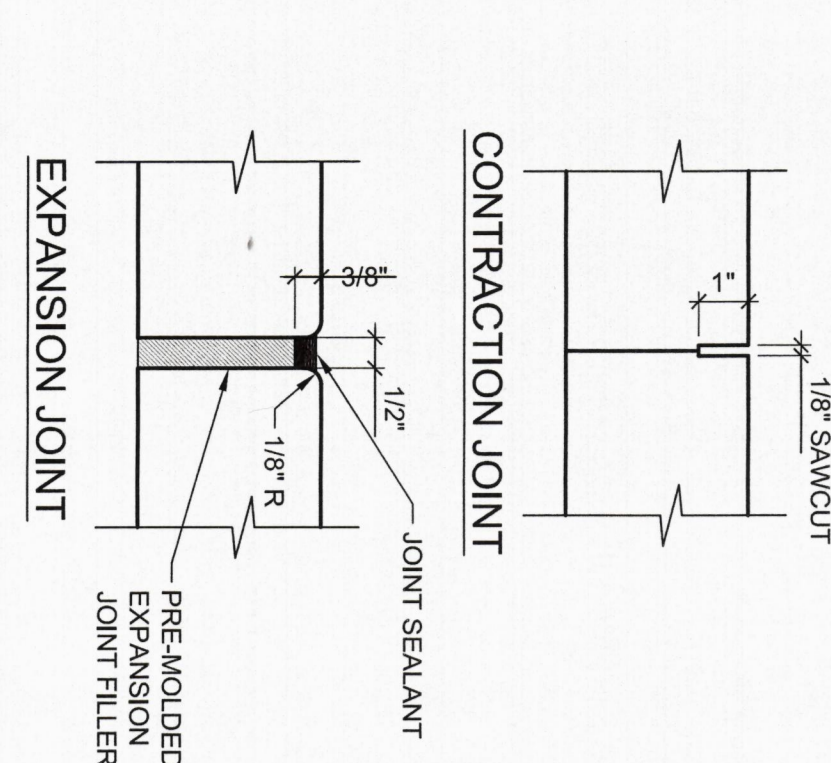 1/8" SAWCUT
1"
CONTRACTION JOINT
JOINT SEALANT
1/2"
3/8"
1/8" R
PRE-MOLDED
EXPANSION
JOINT FILLER
EXPANSION JOINT